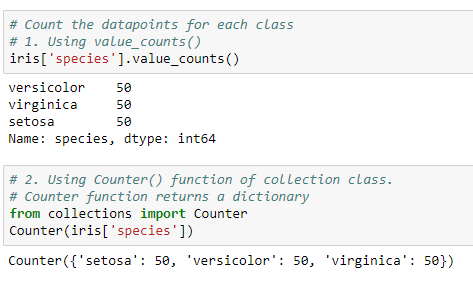 # Count the datapoints for each class
# 1. Using value_counts()
iris['species'].value_counts()
versicolor    50
virginica     50
setosa        50
Name: species, dtype: int64
# 2. Using Counter() function of collection class.
# Counter function returns a dictionary
from collections import Counter
Counter(iris['species'])
Counter({'setosa': 50, 'versicolor': 50, 'virginica': 50})